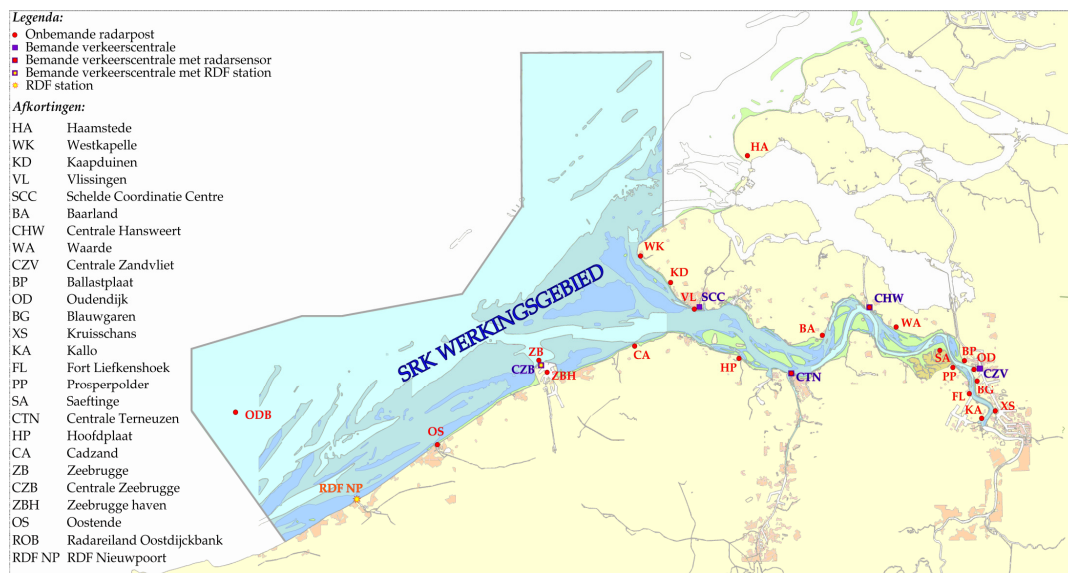 Legenda:
Onbemande radarpost
Bemande verkeerscentrale
Bemande verkeerscentrale met radarsensor
Bemande verkeerscentrale met RDF station
RDF station
Afkortingen:
HA Haamstede
WK Westkapelle
KD Kaapduinen
VL Vlissingen
SCC Schelde Coordinatie Centre
BA Baarland
CHW Centrale Hansweert
WA Waarde
CZV Centrale Zandvliet
BP Ballastplaat
OD Oudendijk
BG Blauwgaren
XS Kruisschans
KA Kallo
FL Fort Liefkenshoek
PP Prosperpolder
SA Saeftinge
CTN Centrale Terneuzen
HP Hoofdplaat
CA Cadzand
ZB Zeebrugge
CZB Centrale Zeebrugge
ZBH Zeebrugge haven
OS Oostende
ROB Radareiland Oostdijckbank
RDF NP RDF Nieuwpoort
HA
WK
KD
VL SCC
CHW
WA
BA
SRK WERKINGSGEBIED
ZB
CZB
ZBH
CA
HP
CTN
SA
BP
OD
PP
CZV
BG
FL
KA
XS
ODB
OS
RDF NP